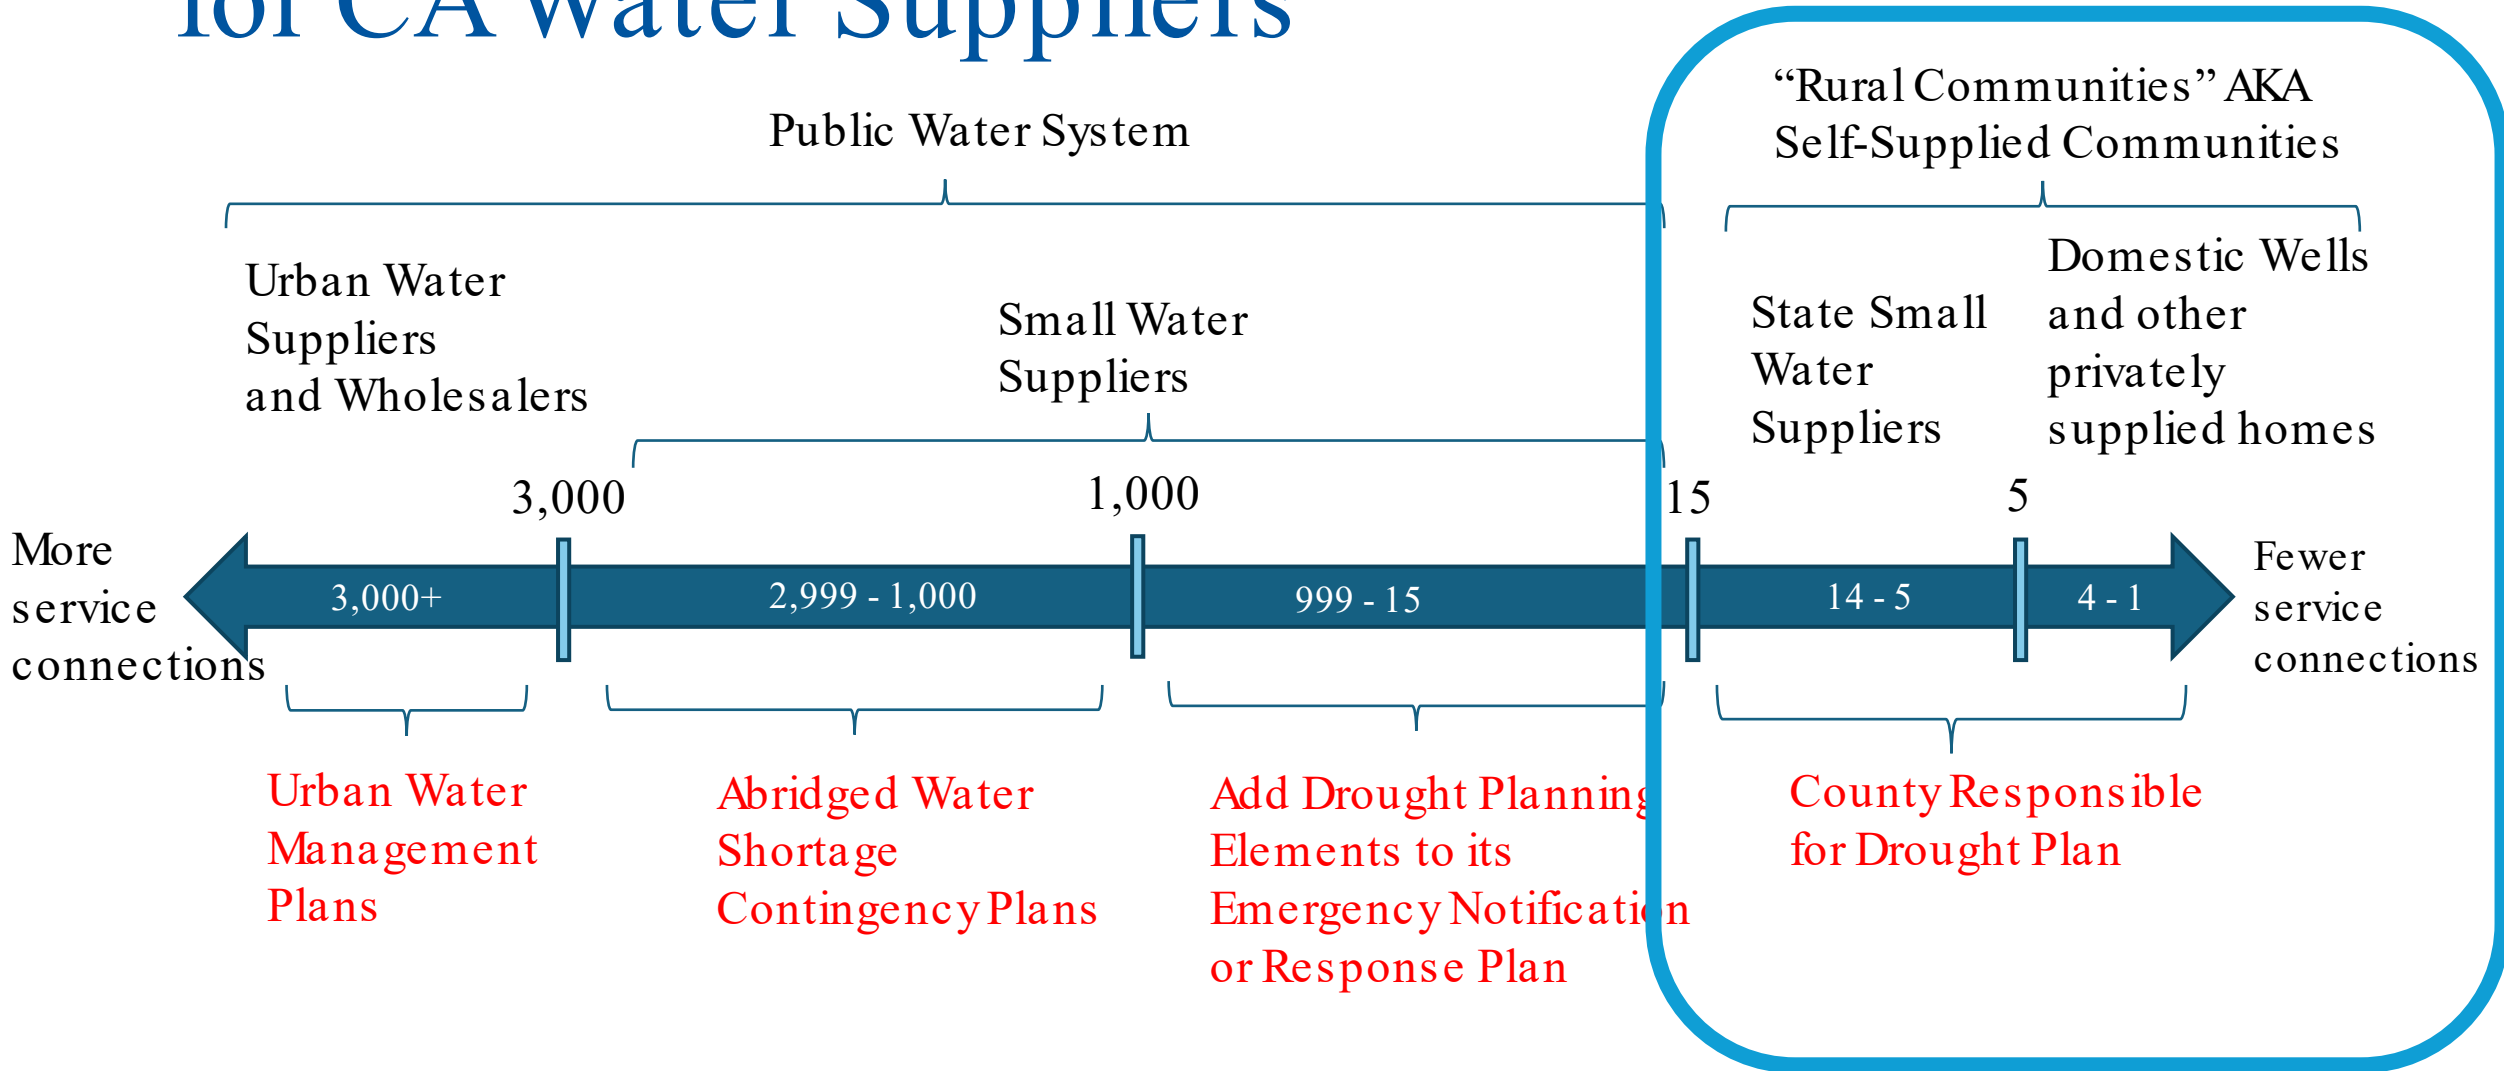 for CA Water Suppliers
Public Water System
“Rural Communities” AKA
Self-Supplied Communities
Urban Water
Suppliers
and Wholesalers
Small Water
Suppliers
State Small
Water
Suppliers
Domestic Wells
and other
privately
supplied homes
3,000
1,000
15
5
More
service
connections
3,000+
2,999 - 1,000
999 - 15
14 - 5
4 - 1
Fewer
service
connections
Urban Water
Management
Plans
Abridged Water
Shortage
Contingency Plans
Add Drought Planning
Elements to its
Emergency Notification
or Response Plan
County Responsible
for Drought Plan